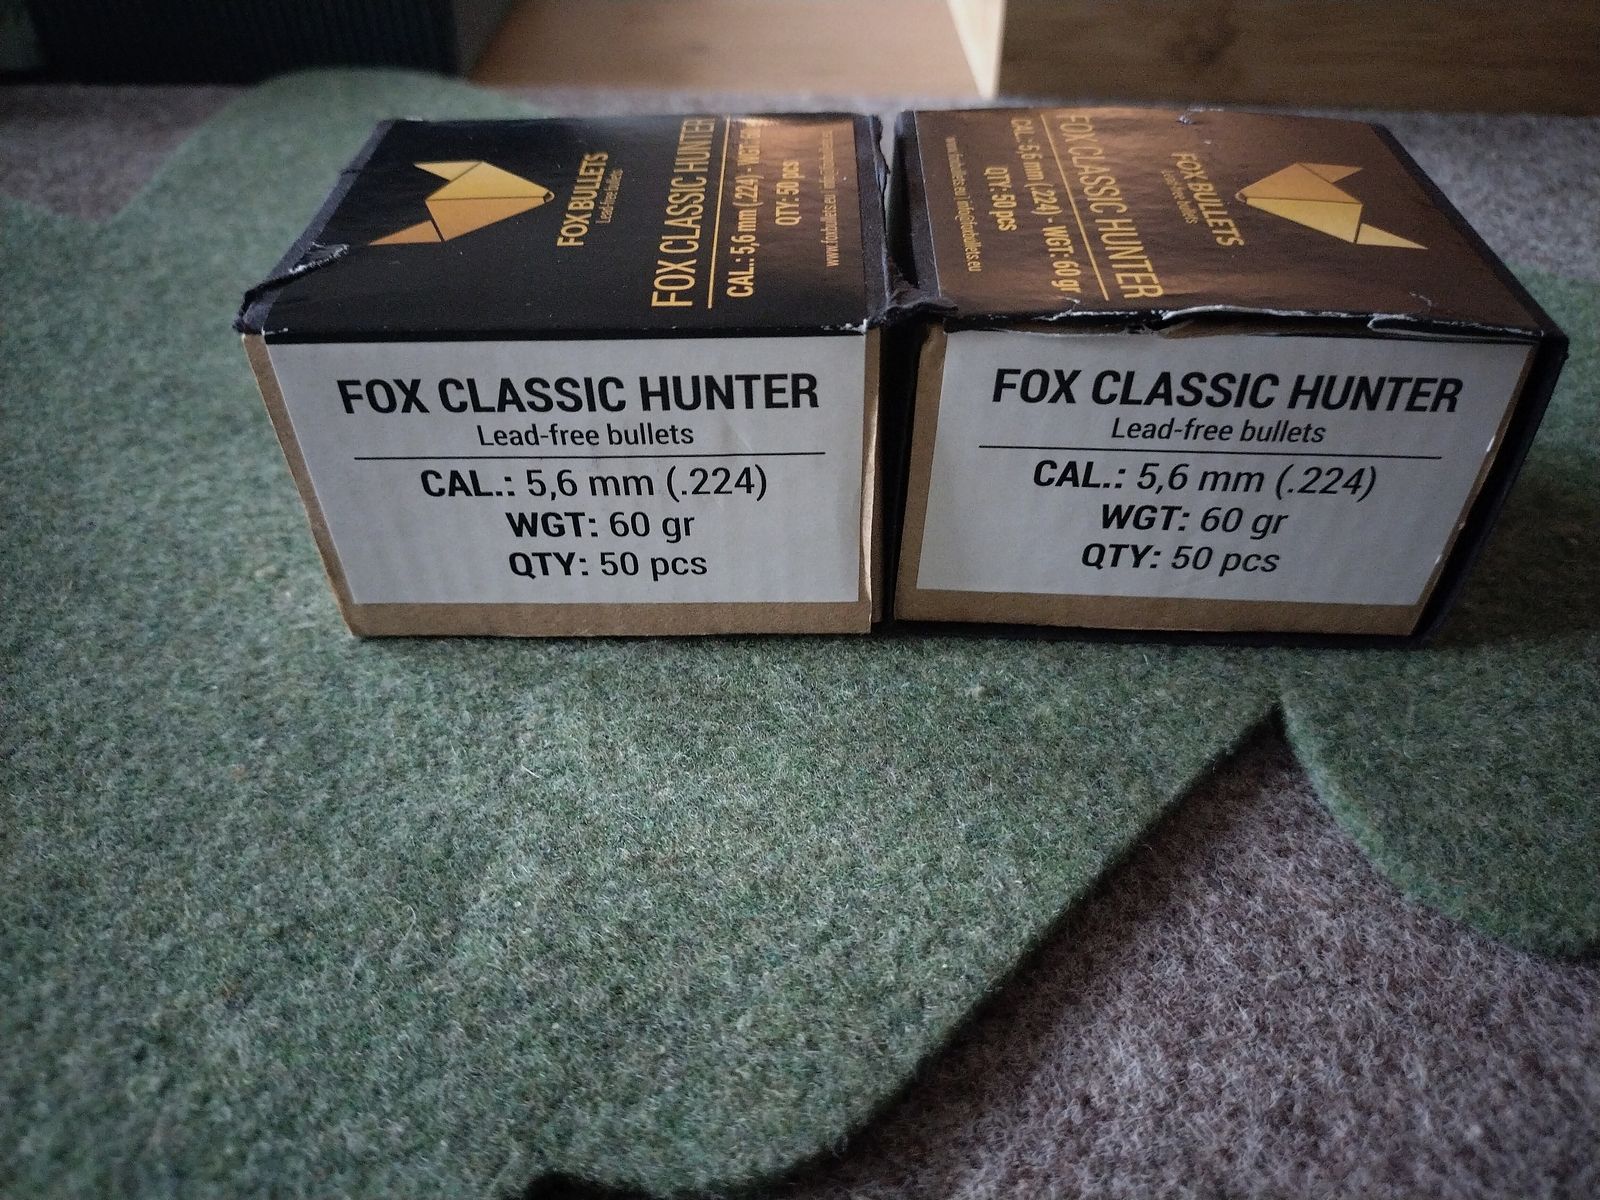 FOX BULLETS
Lead-free bullets
FOX CLASSIC HUNTER
CAL.: 5,6 mm (.224) - WGT:
QTY: 50 pcs
FOX CLASSIC HUNTER
Lead-free bullets
CAL.: 5,6 mm (.224)
WGT: 60 gr
QTY: 50 pcs
FOX BULLETS
Lead-free bullets
FOX CLASSIC HUNTER
CAL.: 5,6 mm (.224) - WGT: 60 gr
QTY: 50 pcs
FOX CLASSIC HUNTER
Lead-free bullets
CAL.: 5,6 mm (.224)
WGT: 60 gr
QTY: 50 pcs